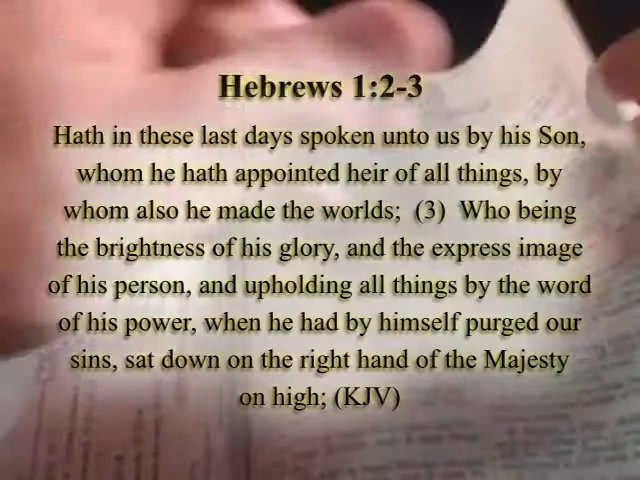 Hebrews 1:2-3
Hath in these last days spoken unto us by his Son,
whom he hath appointed heir of all things, by
whom also he made the worlds; (3) Who being
the brightness of his glory, and the express image
of his person, and upholding all things by the word
of his power, when he had by himself purged our
sins, sat down on the right hand of the Majesty
on high; (KJV)